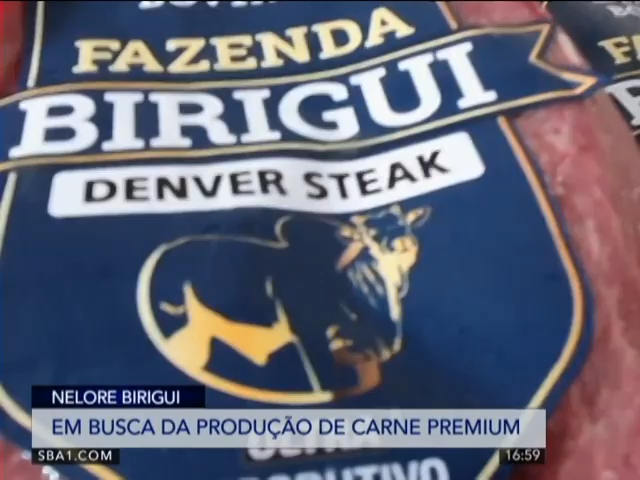 FAZENDA
BIRIGUI
DENVER STEAK
NELORE BIRIGUI
EM BUSCA DA PRODUÇÃO DE CARNE PREMIUM
SBA1.COM
16:59